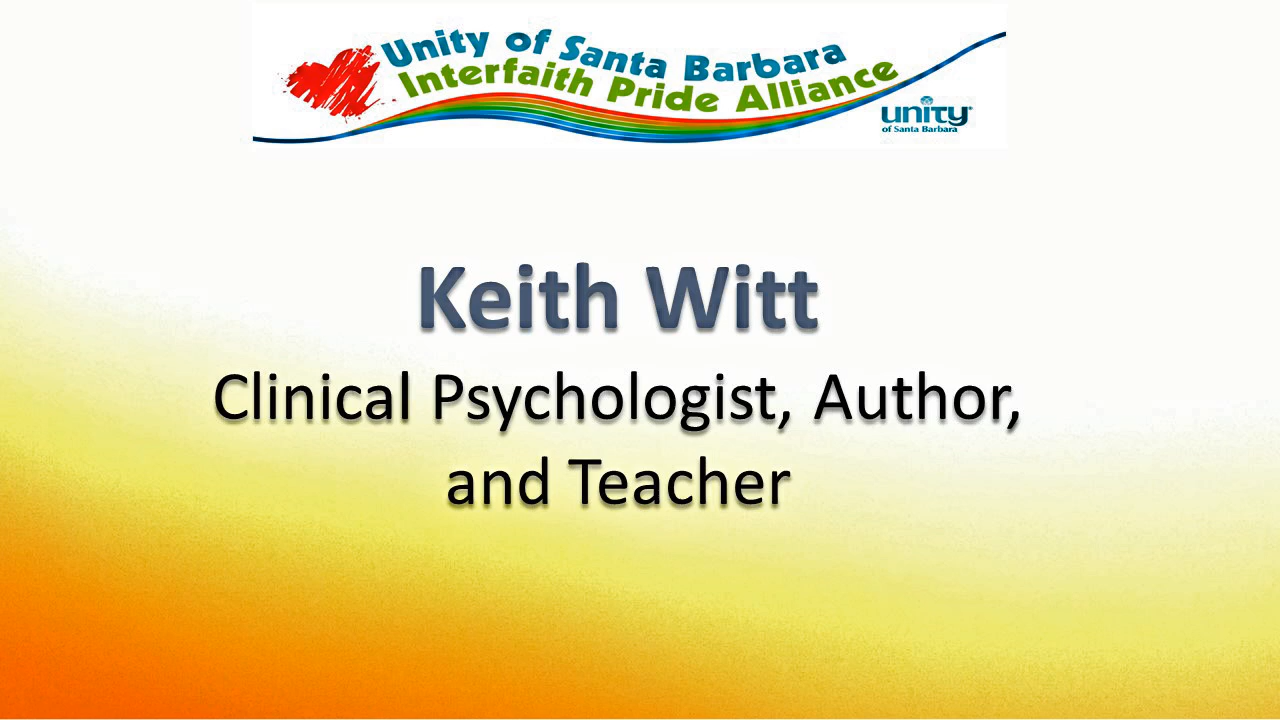 Unity of Santa Barbara
Interfaith Pride Alliance
unity®
of Santa Barbara
Keith Witt
Clinical Psychologist, Author,
and Teacher